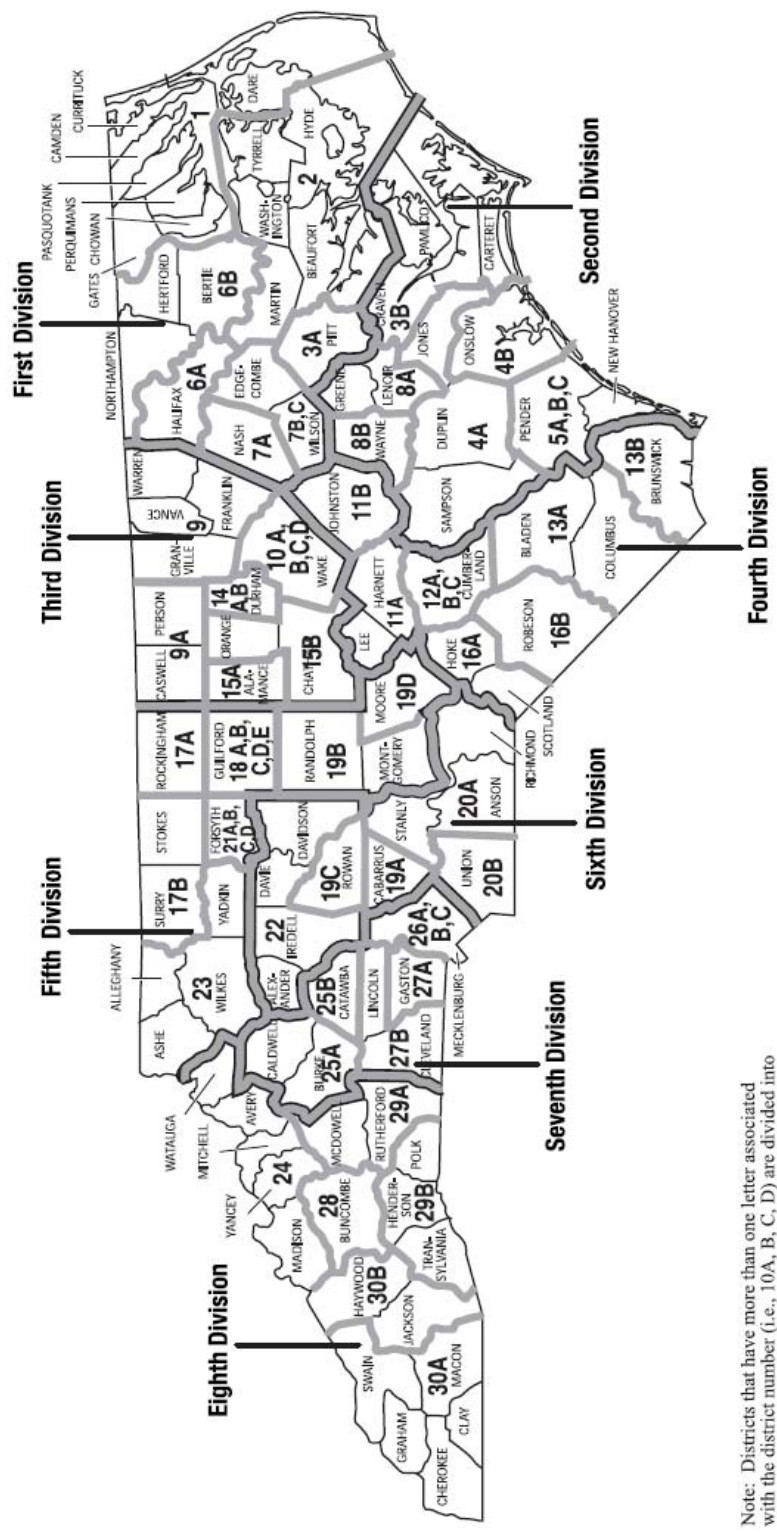 First Division
Second Division
Third Division
Fourth Division
Fifth Division
Sixth Division
Seventh Division
Eighth Division
CAMDEN
CURRITUCK
PASQUOTANK
PERQUIMANS
GATES
CHOWAN
1
DARE
TYRRELL
HYDE
WASH-
INGTON
2
BEAUFORT
MARTIN
HERTFORD
BERTIE
6B
NORTHAMPTON
HALIFAX
6A
EDGE-
COMBE
3A
PITT
NASH
7A
7B,C
WILSON
PAMLICO
CRAVEN
3B
CARTERET
JONES
GREENE
LENOIR
8A
ONSLOW
4B
8B
WAYNE
DUPLIN
4A
SAMPSON
PENDER
5A,B,C
NEW HANOVER
WARREN
VANCE
9
FRANKLIN
GRAN-
VILLE
10 A,
B,C,D
WAKE
PERSON
9A
CASWELL
14
A,B
DURHAM
ORANGE
15A
ALA-
MANCE
CHAT
15B
JOHNSTON
11B
HARNETT
11A
LEE
12A,
B,C
CUMBER-
LAND
BLADEN
13A
13B
BRUNSWICK
COLUMBUS
ROBESON
16B
HOKE
16A
SCOTLAND
RICHMOND
ROCKINGHAM
17A
GUILFORD
18 A,B,
C,D,E
RANDOLPH
19B
MOORE
19D
MONT-
GOMERY
STOKES
FORSYTH
21A,B,
C,D
SURRY
17B
YADKIN
DAVIE
DAVIDSON
19C
ROWAN
STANLY
CABARRUS
19A
20A
ANSON
UNION
20B
ALLEGHANY
ASHE
23
WILKES
22
IREDELL
ALEX-
ANDER
25B
CATAWBA
LINCOLN
26A,
B,C
MECKLENBURG
GASTON
27A
27B
CLEVELAND
CALDWELL
BURKE
25A
WATAUGA
MITCHELL
AVERY
YANCEY
24
MADISON
MCDOWELL
RUTHERFORD
29A
POLK
28
BUNCOMBE
HENDER-
SON
29B
TRAN-
SYLVANIA
HAYWOOD
30B
JACKSON
SWAIN
30A
MACON
GRAHAM
CLAY
CHEROKEE
Note: Districts that have more than one letter associated
with the district number (i.e., 10A, B, C, D) are divided into